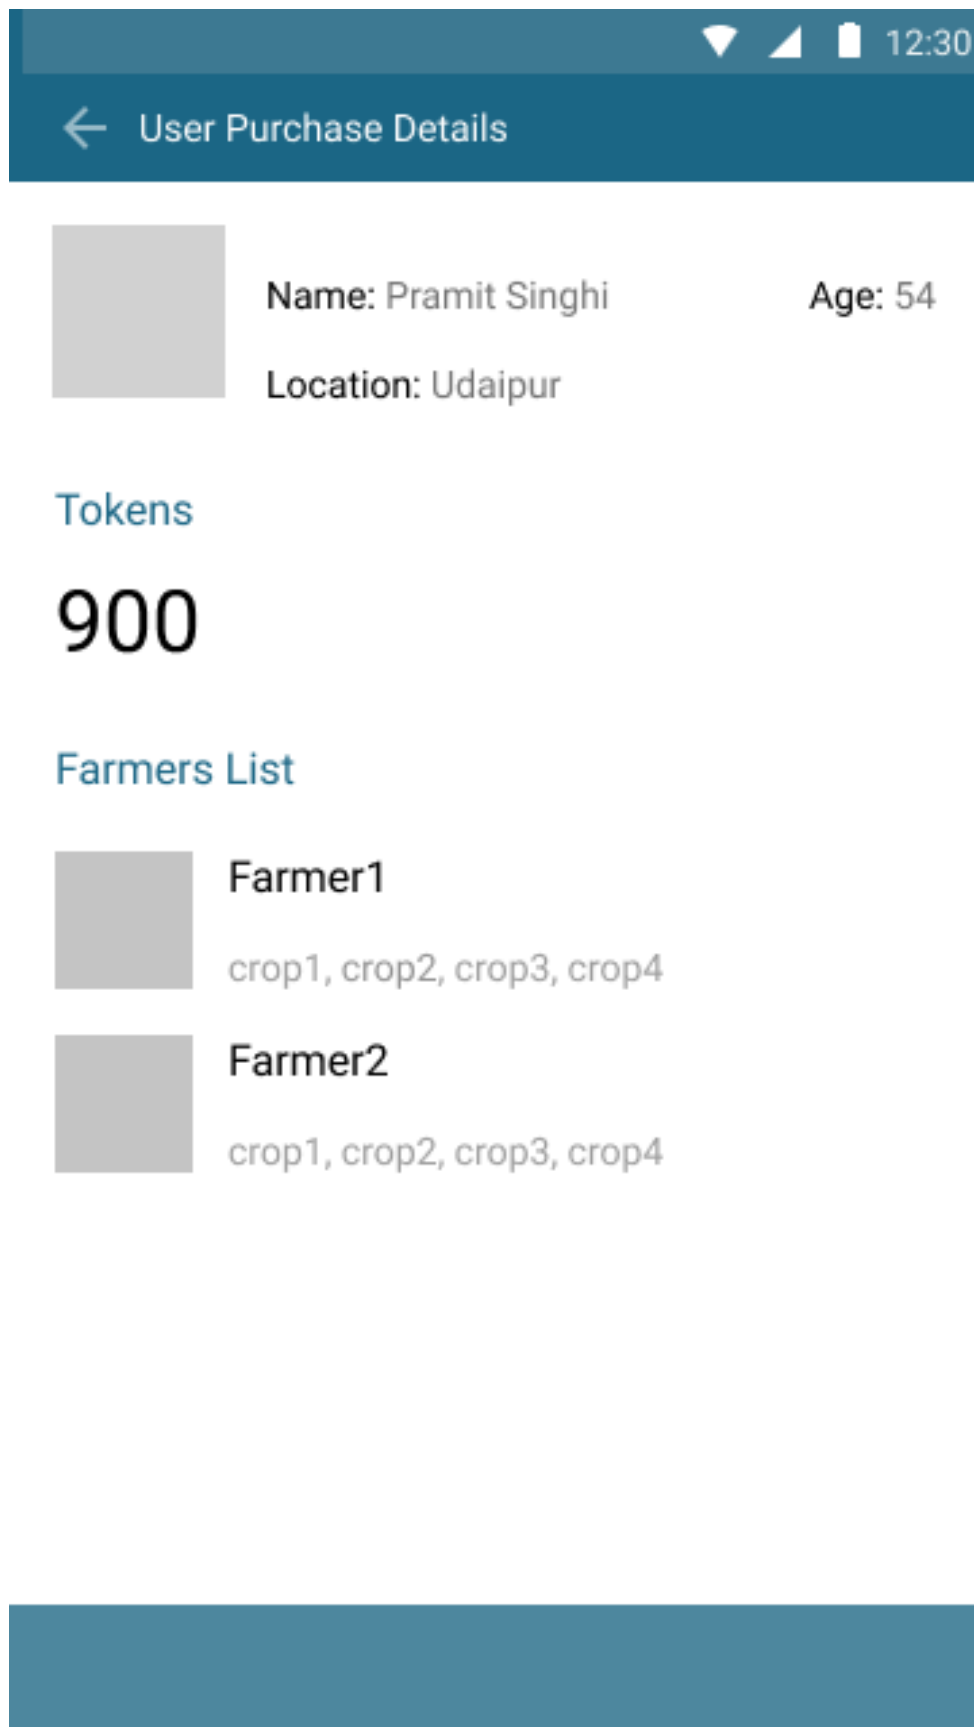 12:30
User Purchase Details
Name: Pramit Singhi Age: 54
Location: Udaipur
Tokens
900
Farmers List
Farmer1
crop1, crop2, crop3, crop4
Farmer2
crop1, crop2, crop3, crop4